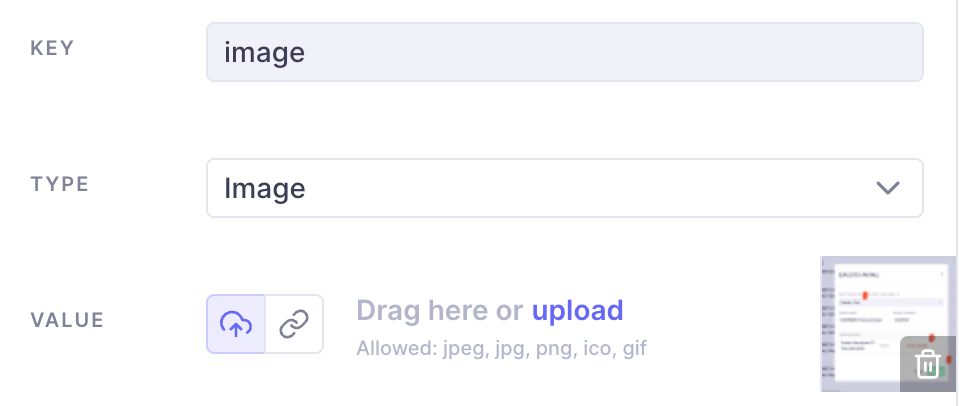 KEY
image
TYPE
Image
VALUE
Drag here or upload
Allowed: jpeg, jpg, png, ico, gif